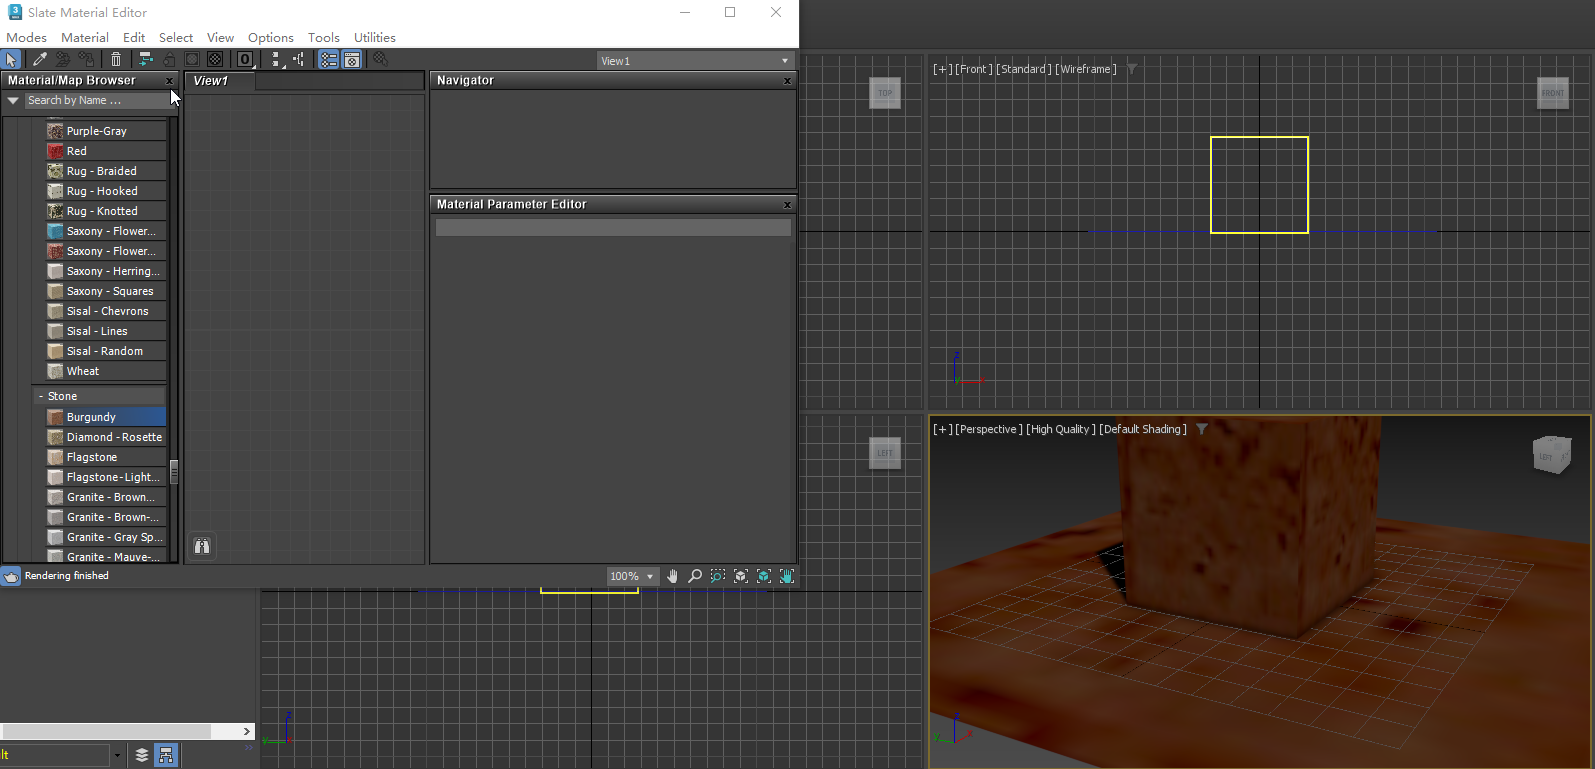 Slate Material Editor
Modes Material Edit Select View Options Tools Utilities
View1
Material/Map Browser
View1
Navigator
Search by Name ...
Purple-Gray
Red
Rug - Braided
Rug - Hooked
Rug - Knotted
Saxony - Flower...
Saxony - Flower...
Saxony - Herring...
Saxony - Squares
Sisal - Chevrons
Sisal - Lines
Sisal - Random
Wheat
- Stone
Burgundy
Diamond - Rosette
Flagstone
Flagstone-Light...
Granite - Brown...
Granite - Brown-...
Granite - Gray Sp...
Granite - Mauve-...
Material Parameter Editor
Rendering finished
100%
TOP
[+] [Front] [Standard] [Wireframe]
FRONT
z
LEFT
[+] [Perspective] [High Quality] [Default Shading]
LEFT
z
y
z
y
x
lt